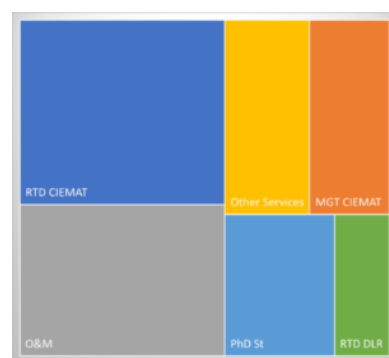 RTD CIEMAT
Other Services
MGT CIEMAT
O&M
PhD St
RTD DLR